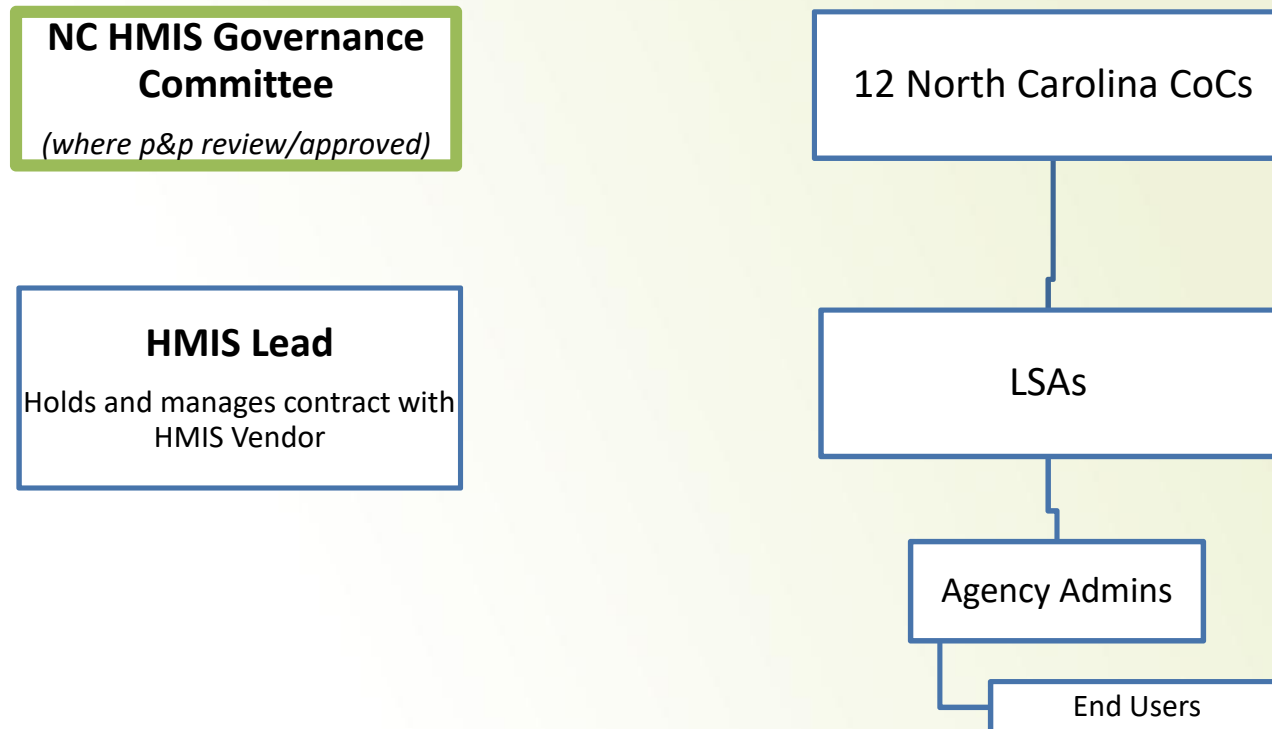 NC HMIS Governance
Committee
(where p&p review/approved)
HMIS Lead
Holds and manages contract with
HMIS Vendor
12 North Carolina CoCs
LSAs
Agency Admins
End Users